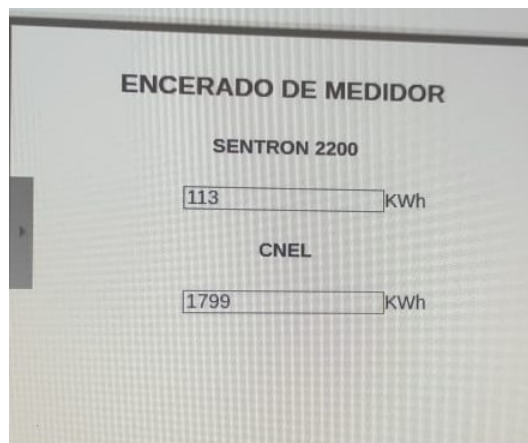 ENCERADO DE MEDIDOR
SENTRON 2200
113 KWh
CNEL
1799 KWh